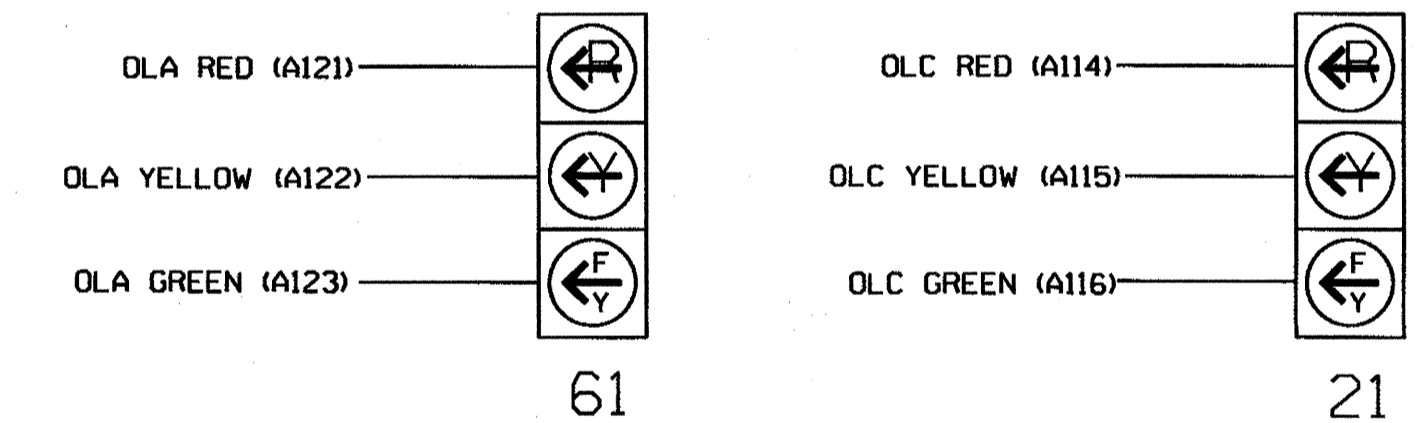 OLA RED (A121)
R
OLA YELLOW (A122)
Y
OLA GREEN (A123)
F
Y
61
OLC RED (A114)
R
OLC YELLOW (A115)
Y
OLC GREEN (A116)
F
Y
21